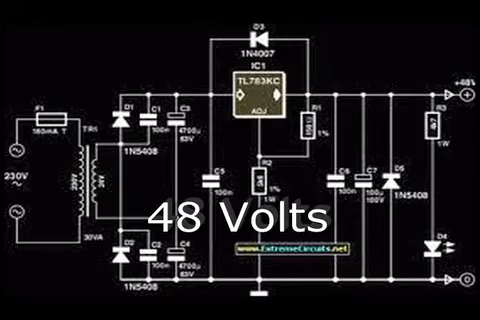 D3
1N4007
IC1
TL783KC
ADJ
+48V
F1
160mA T
TR1
D1
C1
C3
100n
4700µ
63V
R1
1%
R3
1W
230V
1N5408
C5
100n
R2
1%
1W
C6
100n
C7
100µ
100V
D5
1N5408
48 Volts
30VA
D2
C2
C4
100n
4700µ
63V
1N5408
www.ExtremeCircuits.net
D4
0